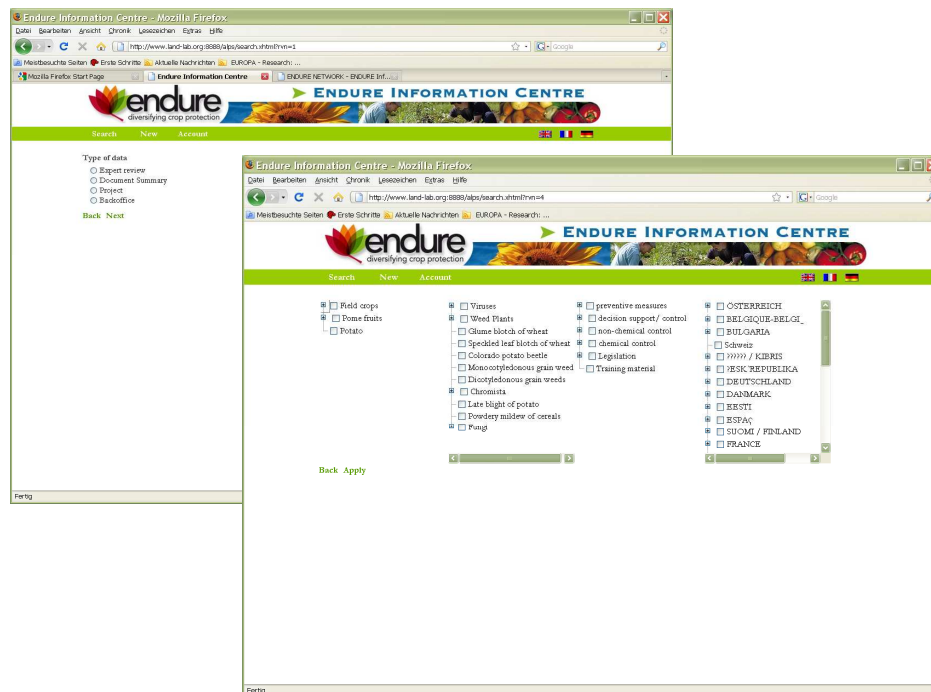 Endure Information Centre - Mozilla Firefox
Datei Bearbeiten Ansicht Chronik Lesezeichen Extras Hilfe
http://www.land-lab.org:8888/alps/search.xhtml?rvn=1
Google
Meistbesuchte Seiten Erste Schritte Aktuelle Nachrichten EUROPA - Research: ...
Mozilla Firefox Start Page Endure Information Centre ENDURE NETWORK - ENDURE Inf...
endure
diversifying crop protection
ENDURE INFORMATION CENTRE
Search New Account
Type of data
Expert review
Document Summary
Project
Backoffice
Back Next
Fertig
Endure Information Centre - Mozilla Firefox
Datei Bearbeiten Ansicht Chronik Lesezeichen Extras Hilfe
http://www.land-lab.org:8888/alps/search.xhtml?rvn=4
Google
Meistbesuchte Seiten Erste Schritte Aktuelle Nachrichten EUROPA - Research: ...
endure
diversifying crop protection
ENDURE INFORMATION CENTRE
Search New Account
Field crops
Pome fruits
Potato
Viruses
Weed Plants
Glume blotch of wheat
Speckled leaf blotch of wheat
Colorado potato beetle
Monocotyledonous grain weed
Dicotyledonous grain weeds
Chromista
Late blight of potato
Powdery mildew of cereals
Fungi
preventive measures
decision support/ control
non-chemical control
chemical control
Legislation
Training material
ÖSTERREICH
BELGIQUE-BELGI_
BULGARIA
Schweiz
?????? / KIBRIS
?ESK.'REPUBLIKA
DEUTSCHLAND
DANMARK
EESTI
ESPAÇ
SUOMI / FINLAND
FRANCE
Back Apply
Fertig